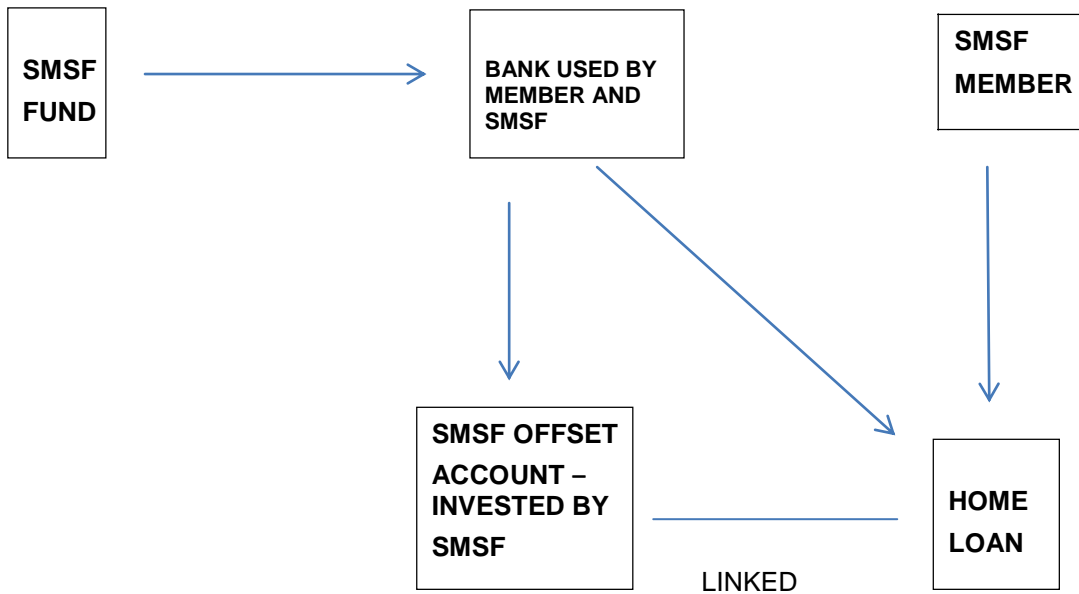 SMSF
FUND
BANK USED BY
MEMBER AND
SMSF
SMSF
MEMBER
SMSF OFFSET
ACCOUNT –
INVESTED BY
SMSF
HOME
LOAN
LINKED